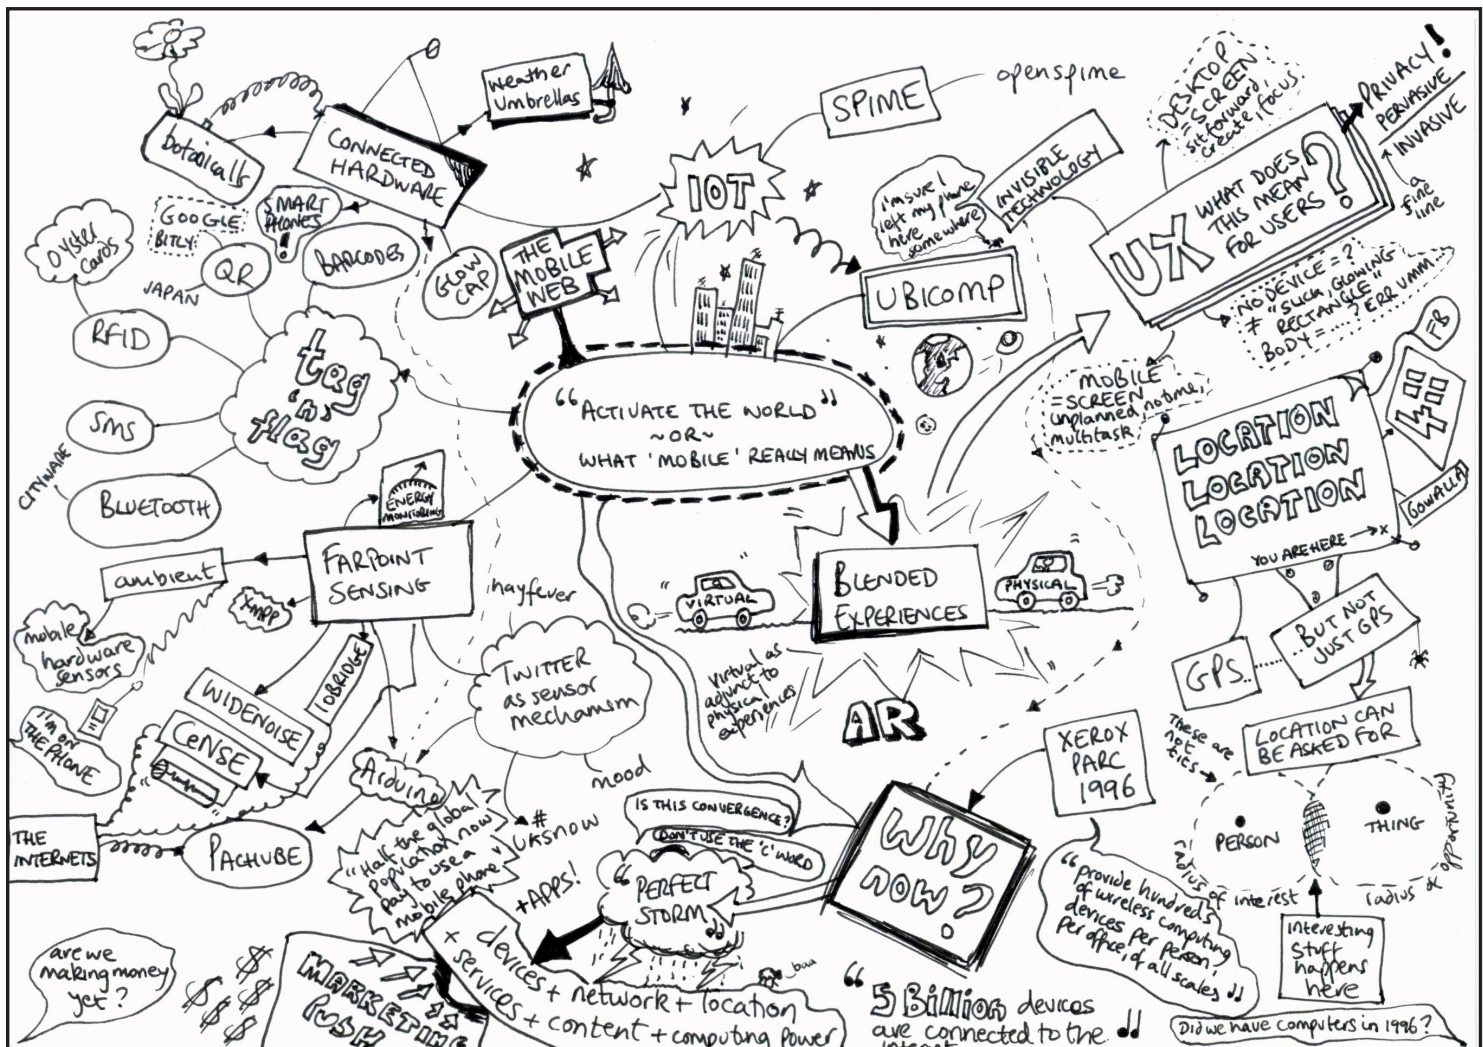 Weather
Umbrellas
botanicalls
CONNECTED
HARDWARE
SMART
PHONES!
GOOGLE
BITLY
Oyster
cards
QR
JAPAN
BARCODES
GLOW
CAP
THE
MOBILE
WEB
IOT
SPIME
openspime
I'm sure I
left my phone
here
somewhere
INVISIBLE
TECHNOLOGY
UBICOMP
DESKTOP
= SCREEN
sit forward,
create, focus
PRIVACY!
PERVASIVE
INVASIVE
a
fine
line
UX
WHAT DOES
THIS MEAN
FOR USERS?
NO DEVICE = ?
≠ "SLICK, GLOWING
RECTANGLE"
BODY = .... ? ERR UMMM...
MOBILE
= SCREEN
unplanned, no time,
multitask
RFID
SMS
CITYWARE
BLUETOOTH
tag
'n'
flag
"ACTIVATE THE WORLD"
~OR~
WHAT 'MOBILE' REALLY MEANS
FB
4
GOWALLA
LOCATION
LOCATION
LOCATION
YOU ARE HERE → X
ENERGY
MONITORING
FARPOINT
SENSING
ambient
XMPP
mobile
hardware
sensors
I'M ON
THE PHONE
WIDENOISE
CeNSE
IOBRIDGE
hayfever
TWITTER
as sensor
mechanism
mood
#
UKSNOW
Arduino
PACHUBE
THE
INTERNETS
VIRTUAL
BLENDED
EXPERIENCES
PHYSICAL
virtual as
adjunct to
physical
experiences
AR
GPS..
..BUT NOT
JUST GPS
LOCATION CAN
BE ASKED FOR
These are
not
tits
PERSON
THING
radius of interest
radius of opportunity
interesting
stuff
happens
here
XEROX
PARC
1996
"provide hundreds
of wireless computing
devices per person,
per office, of all scales"
Did we have computers in 1996?
WHY
NOW?
IS THIS CONVERGENCE?
DON'T USE THE 'C' WORD
"PERFECT
STORM"
baa
"Half the global
population now
pay to use a
mobile phone"
+APPS!
devices +
+ services + network + location
+ content + computing power
"5 Billion devices
are connected to the
"
MARKETING
PUSH
$ $ $ $ $ $
are we
making money
yet?